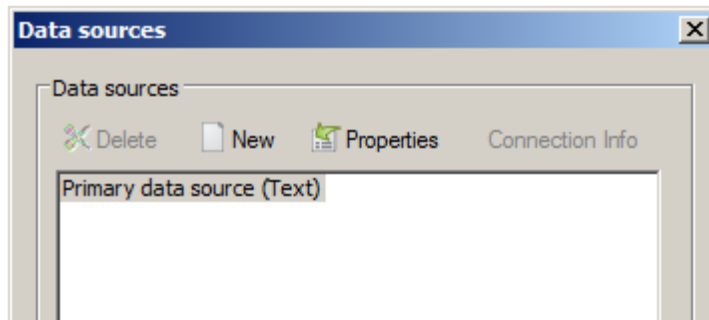 Data sources
Data sources
Delete New Properties Connection Info
Primary data source (Text)